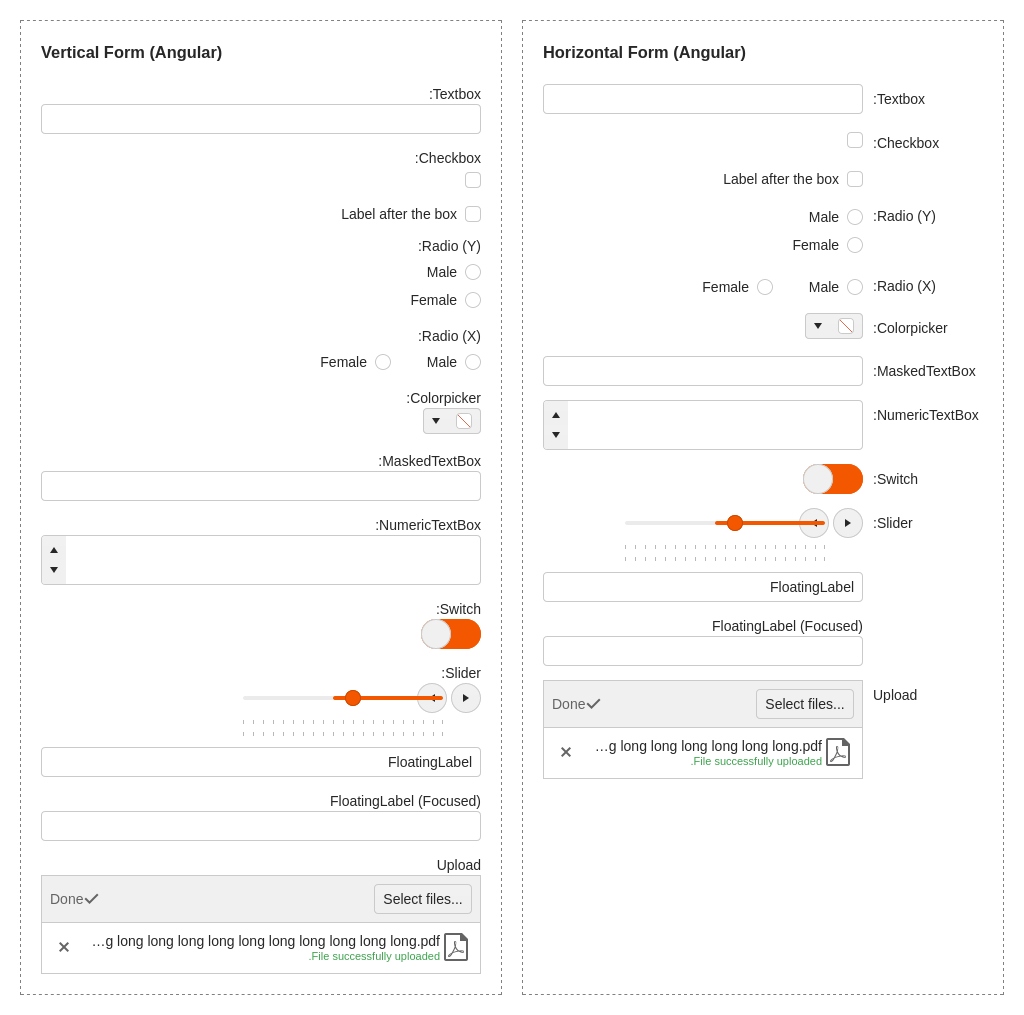 Vertical Form (Angular)
:Textbox
:Checkbox
Label after the box
:Radio (Y)
Male
Female
:Radio (X)
Female Male
:Colorpicker
:MaskedTextBox
:NumericTextBox
:Switch
:Slider
FloatingLabel
FloatingLabel (Focused)
Upload
Done Select files...
...g long long long long long long long long long long.pdf
.File successfully uploaded
Horizontal Form (Angular)
:Textbox
:Checkbox
Label after the box
Male :Radio (Y)
Female
Female Male :Radio (X)
:Colorpicker
:MaskedTextBox
:NumericTextBox
:Switch
:Slider
FloatingLabel
FloatingLabel (Focused)
Done Select files... Upload
...g long long long long long long.pdf
.File successfully uploaded